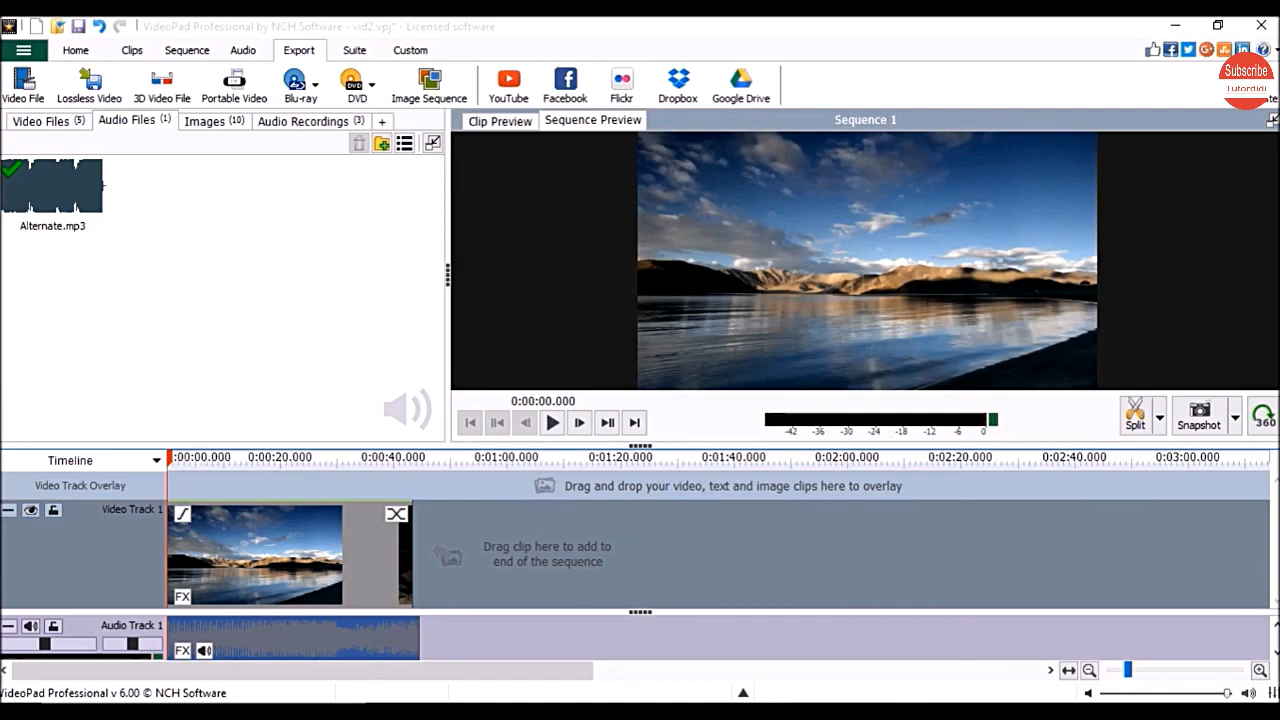 VideoPad Professional by NCH Software - vid2.vpj* - Licensed software
Home Clips Sequence Audio Export Suite Custom
Subscribe
Tutordidi
Video File Lossless Video 3D Video File Portable Video Blu-ray DVD Image Sequence YouTube Facebook Flickr Dropbox Google Drive
Video Files (5) Audio Files (1) Images (10) Audio Recordings (3) +
Clip Preview Sequence Preview Sequence 1
Alternate.mp3
0:00:00.000
-42 -36 -30 -24 -18 -12 -6 0
Split Snapshot 360
Timeline 0:00:00.000 0:00:20.000 0:00:40.000 0:01:00.000 0:01:20.000 0:01:40.000 0:02:00.000 0:02:20.000 0:02:40.000 0:03:00.000
Video Track Overlay Drag and drop your video, text and image clips here to overlay
Video Track 1
Drag clip here to add to
end of the sequence
FX
Audio Track 1
FX
VideoPad Professional v 6.00 © NCH Software